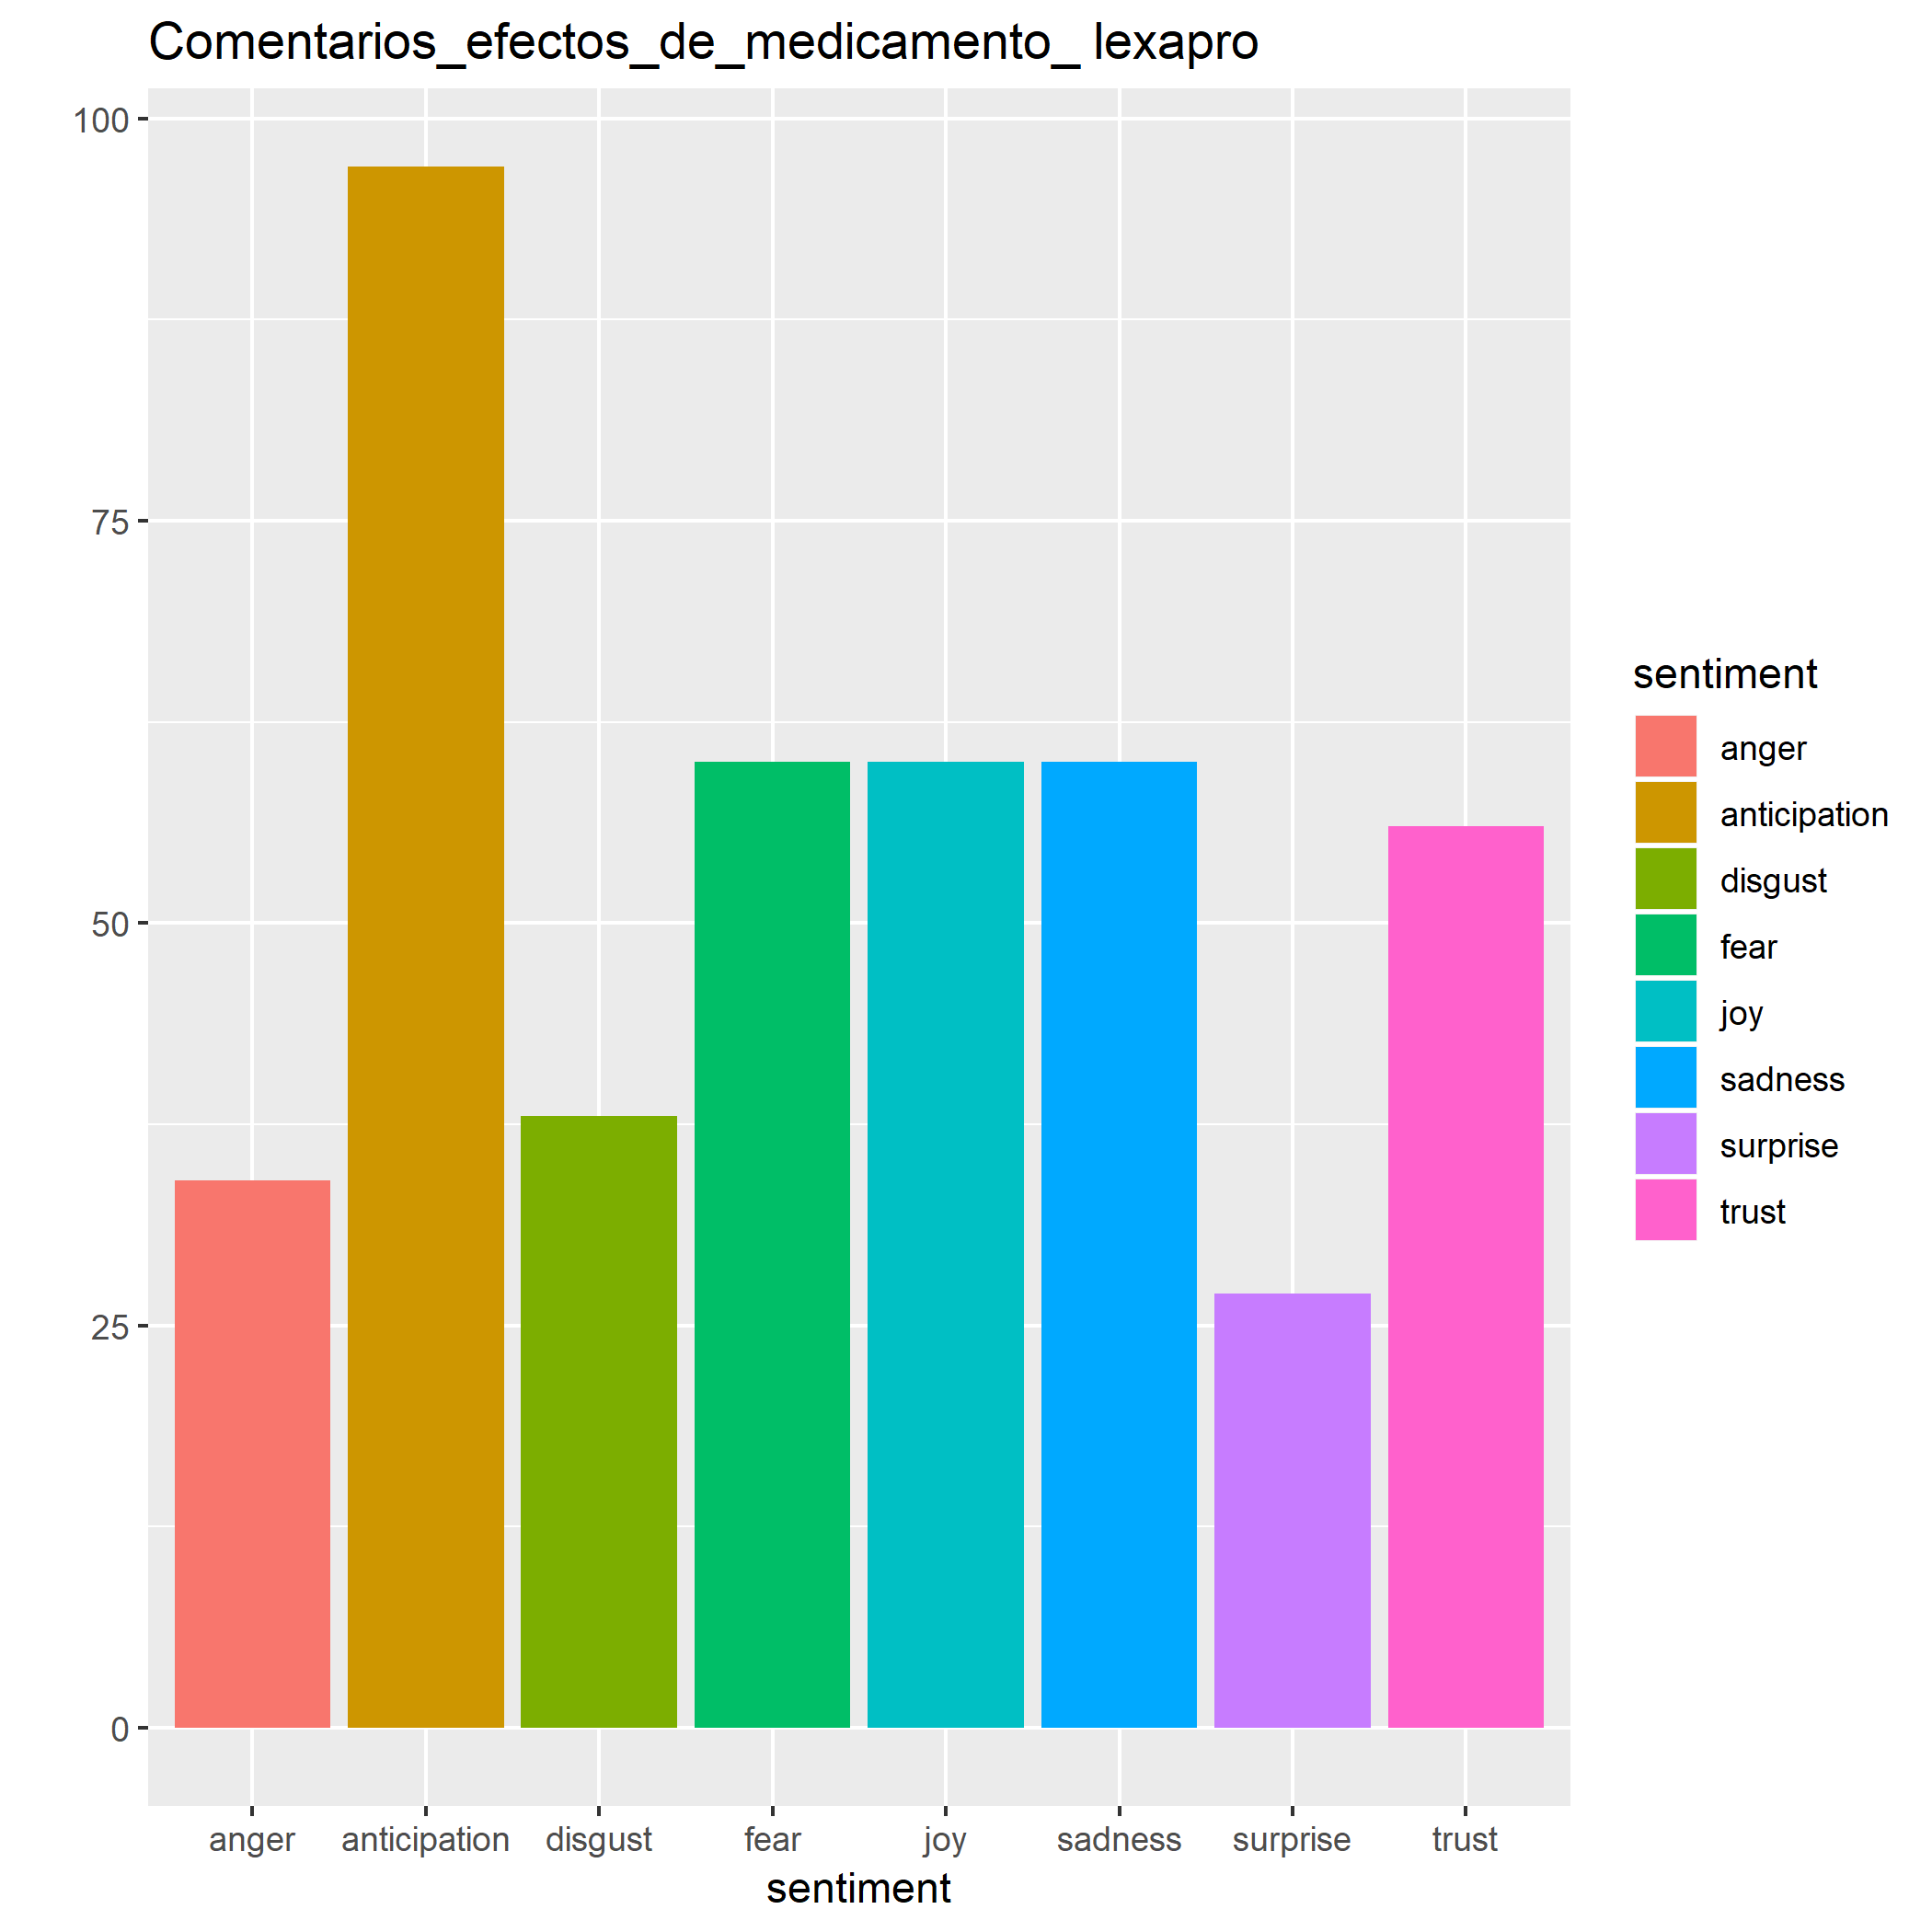 Comentarios_efectos_de_medicamento_ lexapro
100
75
50
25
0
anger anticipation disgust fear joy sadness surprise trust
sentiment
sentiment
anger
anticipation
disgust
fear
joy
sadness
surprise
trust